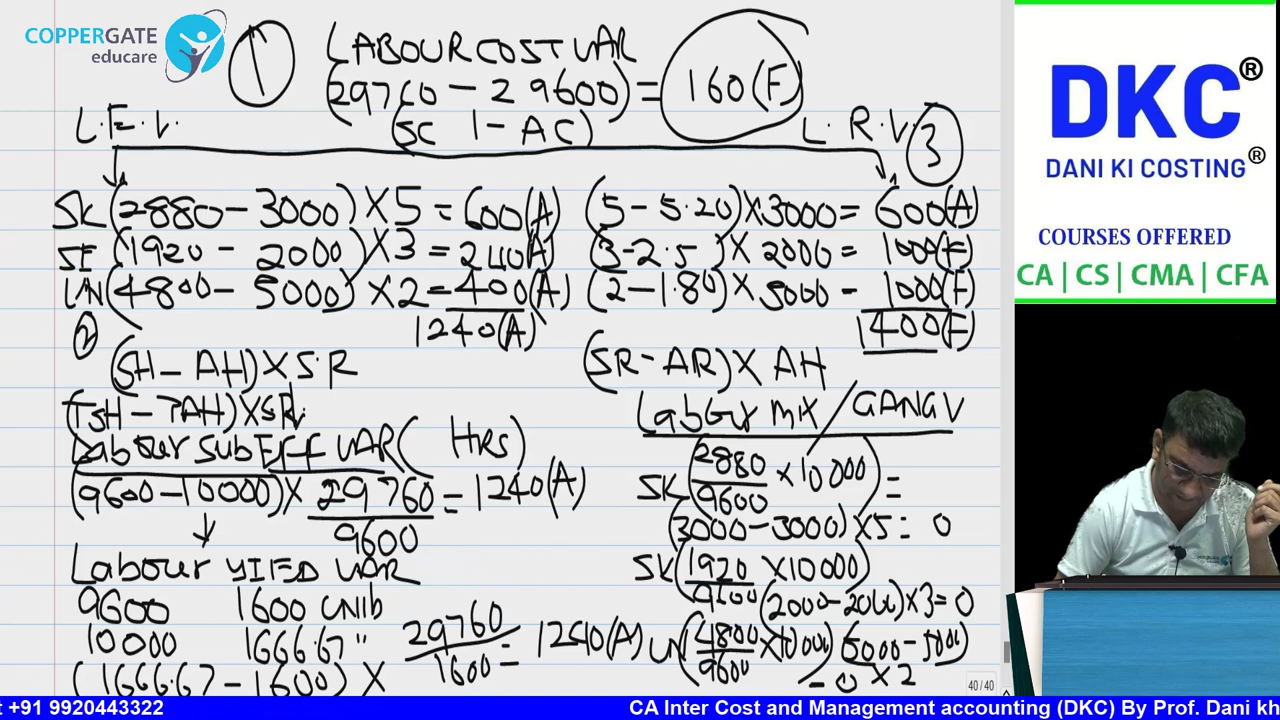 COPPERGATE
educare
1
LABOUR COST VAR
(29760 - 29600) = 160 (F)
(SC - AC)
L.E.V.
L.R.V. 3
SK (2880 - 3000) X 5 = 600 (A)
(5 - 5.20) X 3000 = 600 (A)
(1920 - 2000) X 3 = 240 (A)
(3 - 2.5) X 2000 = 1000 (F)
UN (4800 - 5000) X 2 = 400 (A)
(2 - 1.80) X 5000 = 1000 (F)
1240 (A)
1400 (F)
2
(SH - AH) X S.R
(SR - AR) X AH
(TSH - TAH) X SR
Labour MIX / GANG V
Labour Sub EFF VAR (HRS)
(9600 - 10000) X 29760/9600 = 1240 (A)
SK (2880/9600 X 10000) =
(3000 - 3000) X 5 = 0
Labour YIELD VAR
SK (1920/9600 X 10000)
(2000 - 2000) X 3 = 0
9600 1600
10000 1666.67 "
(1666.67 - 1600) X 29760/1600 = 1240 (A)
UN (4800/9600 X 10000) (5000 - 5000) X 2
= 0
40/40
DKC®
DANI KI COSTING®
COURSES OFFERED
CA | CS | CMA | CFA
+91 9920443322
CA Inter Cost and Management accounting (DKC) By Prof. Dani kh